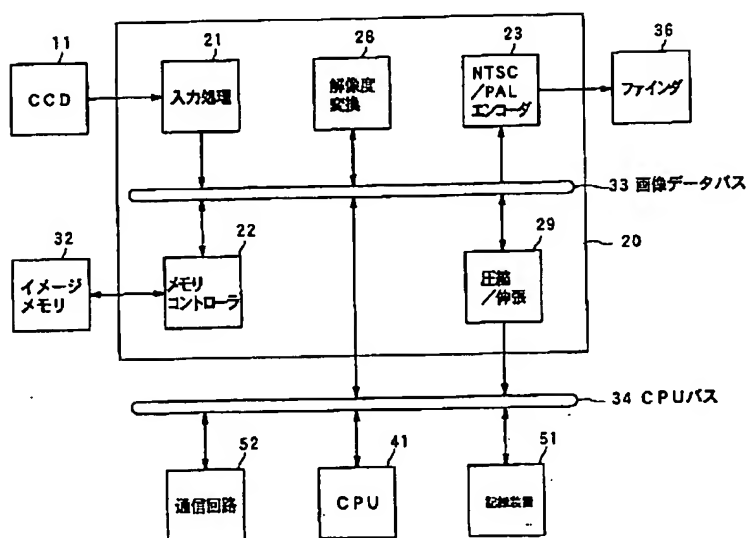 11
CCD
21
入力処理
28
解像度
変換
23
NTSC
/PAL
エンコーダ
36
ファインダ
33 画像データバス
32
イメージ
メモリ
22
メモリ
コントローラ
29
圧縮
/伸張
20
34 CPUバス
52
通信回路
41
CPU
51
記録装置